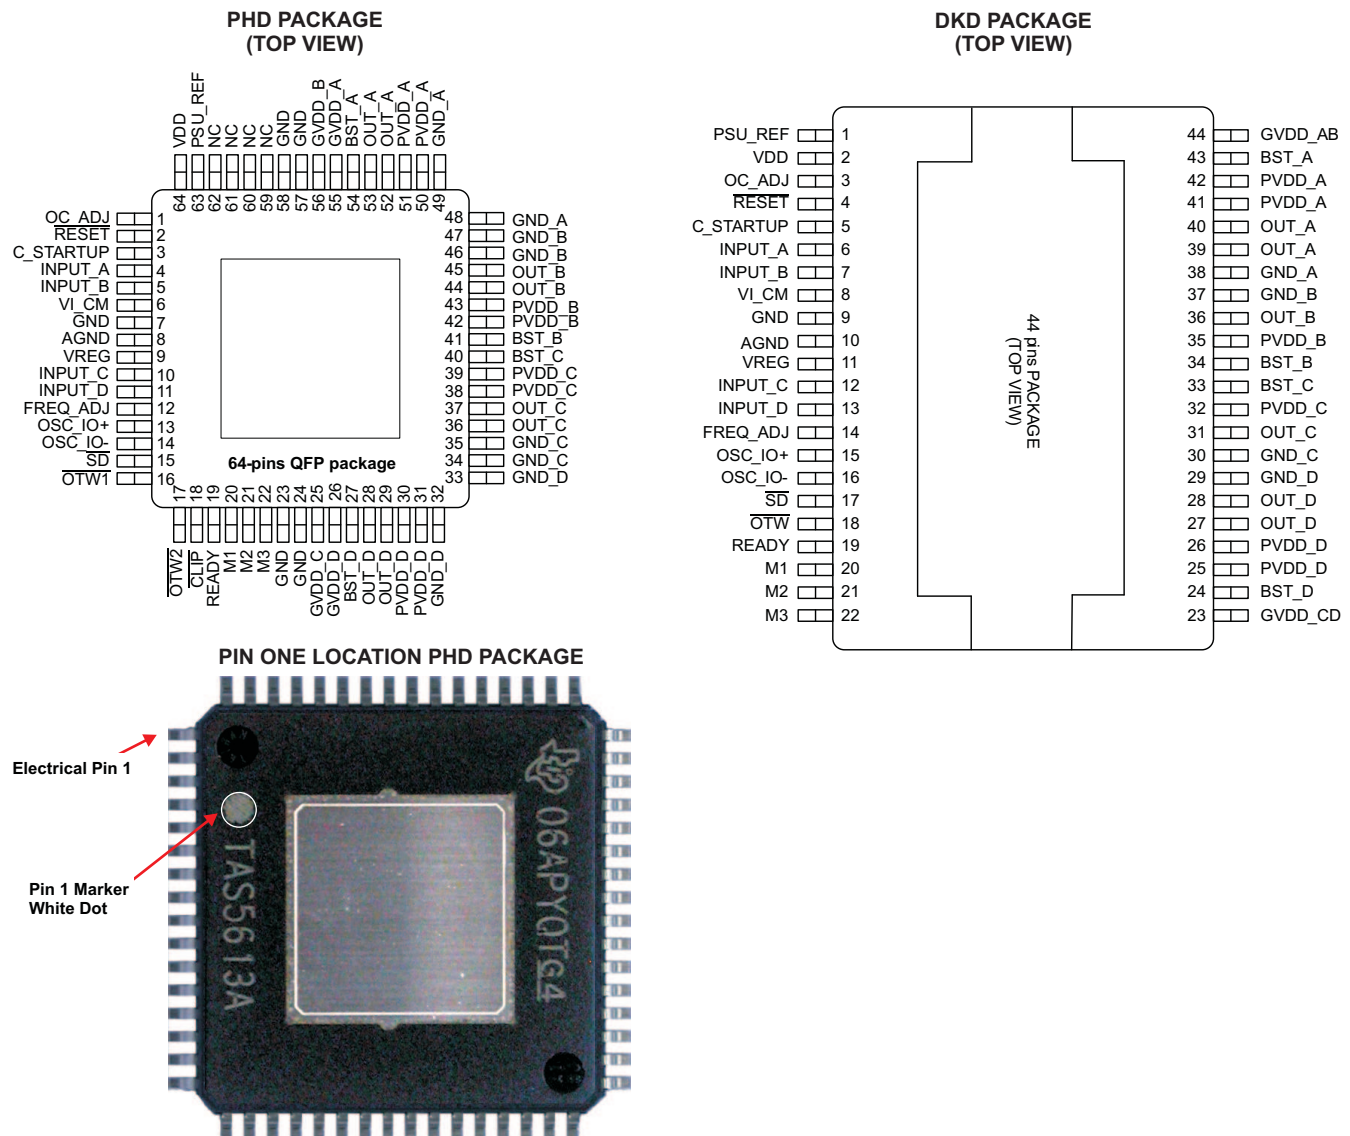 PHD PACKAGE
(TOP VIEW)
VDD
PSU_REF
NC
NC
NC
NC
GND
GND
GVDD_B
GVDD_A
BST_A
OUT_A
OUT_A
PVDD_A
PVDD_A
GND_A
64 63 62 61 60 59 58 57 56 55 54 53 52 51 50 49
OC_ADJ 1
RESET 2
C_STARTUP 3
INPUT_A 4
INPUT_B 5
VI_CM 6
GND 7
AGND 8
VREG 9
INPUT_C 10
INPUT_D 11
FREQ_ADJ 12
OSC_IO+ 13
OSC_IO- 14
SD 15
OTW1 16
48 GND_A
47 GND_B
46 GND_B
45 OUT_B
44 OUT_B
43 PVDD_B
42 PVDD_B
41 BST_B
40 BST_C
39 PVDD_C
38 PVDD_C
37 OUT_C
36 OUT_C
35 GND_C
34 GND_C
33 GND_D
64-pins QFP package
17 18 19 20 21 22 23 24 25 26 27 28 29 30 31 32
OTW2
CLIP
READY
M1
M2
M3
GND
GND
GVDD_C
GVDD_D
BST_D
OUT_D
OUT_D
PVDD_D
PVDD_D
GND_D
DKD PACKAGE
(TOP VIEW)
PSU_REF 1
VDD 2
OC_ADJ 3
RESET 4
C_STARTUP 5
INPUT_A 6
INPUT_B 7
VI_CM 8
GND 9
AGND 10
VREG 11
INPUT_C 12
INPUT_D 13
FREQ_ADJ 14
OSC_IO+ 15
OSC_IO- 16
SD 17
OTW 18
READY 19
M1 20
M2 21
M3 22
44 pins PACKAGE
(TOP VIEW)
44 GVDD_AB
43 BST_A
42 PVDD_A
41 PVDD_A
40 OUT_A
39 OUT_A
38 GND_A
37 GND_B
36 OUT_B
35 PVDD_B
34 BST_B
33 BST_C
32 PVDD_C
31 OUT_C
30 GND_C
29 GND_D
28 OUT_D
27 OUT_D
26 PVDD_D
25 PVDD_D
24 BST_D
23 GVDD_CD
PIN ONE LOCATION PHD PACKAGE
Electrical Pin 1
Pin 1 Marker
White Dot
TAS5613A
06APYQTG4